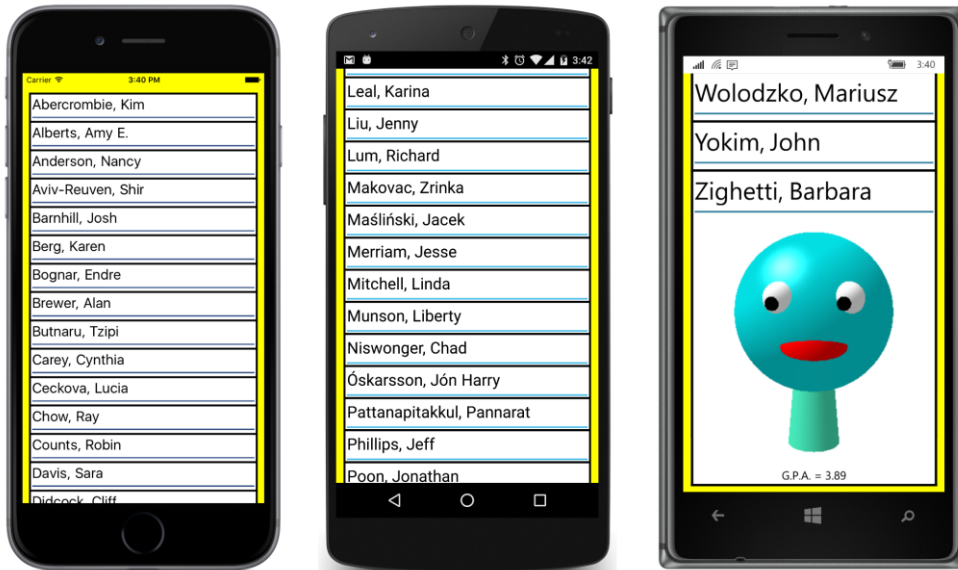 Carrier 3:40 PM
Abercrombie, Kim
Alberts, Amy E.
Anderson, Nancy
Aviv-Reuven, Shir
Barnhill, Josh
Berg, Karen
Bognar, Endre
Brewer, Alan
Butnaru, Tzipi
Carey, Cynthia
Ceckova, Lucia
Chow, Ray
Counts, Robin
Davis, Sara
Didcock, Cliff
3:42
Leal, Karina
Liu, Jenny
Lum, Richard
Makovac, Zrinka
Maśliński, Jacek
Merriam, Jesse
Mitchell, Linda
Munson, Liberty
Niswonger, Chad
Óskarsson, Jón Harry
Pattanapitakkul, Pannarat
Phillips, Jeff
Poon, Jonathan
3:40
Wolodzko, Mariusz
Yokim, John
Zighetti, Barbara
G.P.A. = 3.89